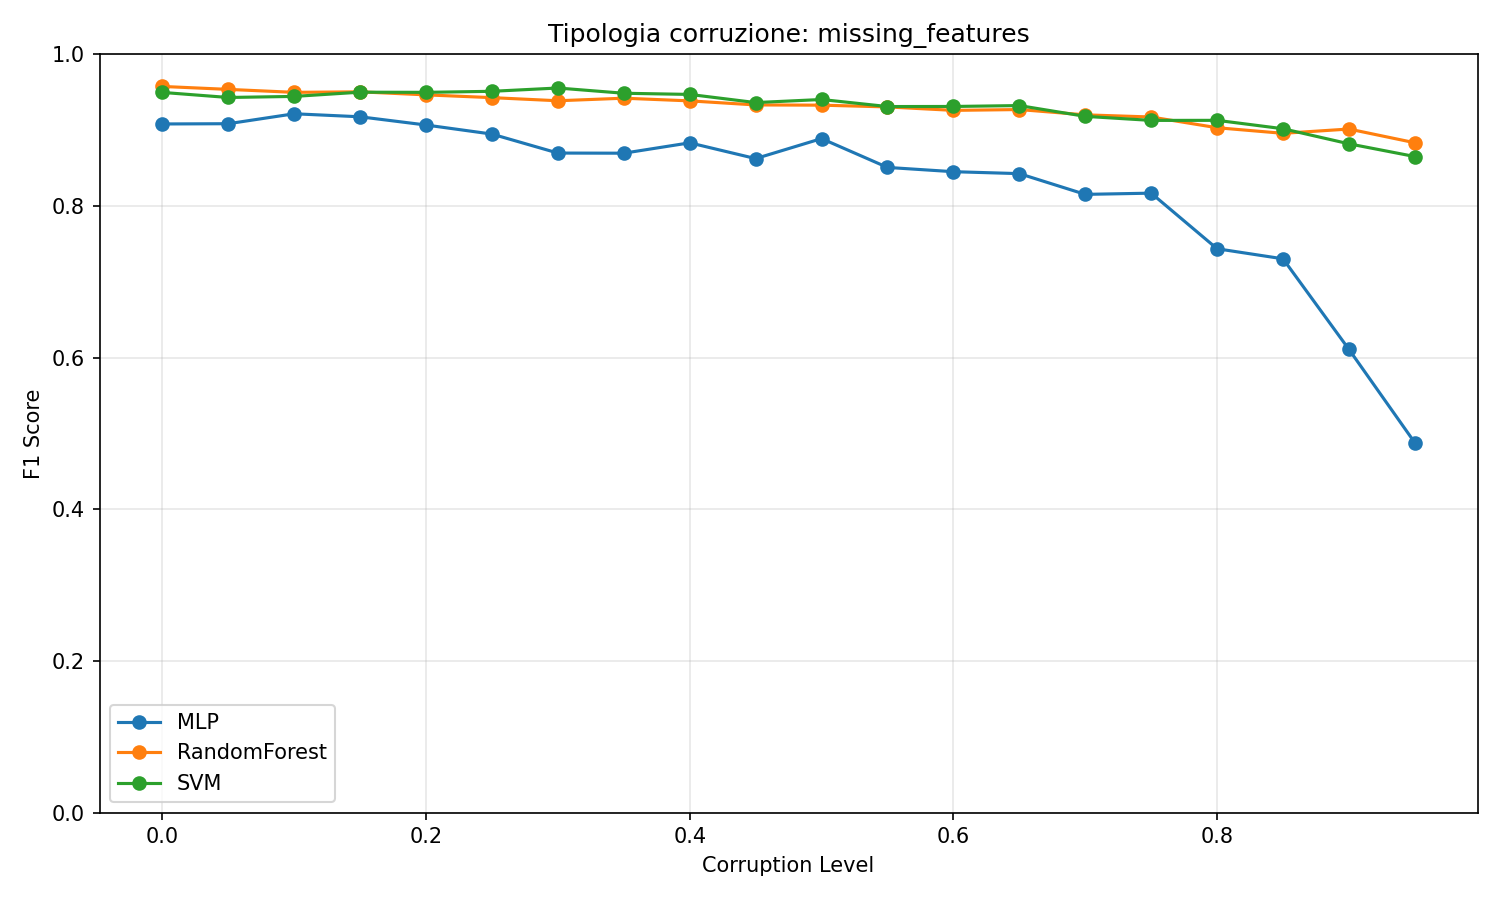 Tipologia corruzione: missing_features
1.0
0.8
0.6
0.4
0.2
0.0
F1 Score
MLP
RandomForest
SVM
0.0 0.2 0.4 0.6 0.8
Corruption Level